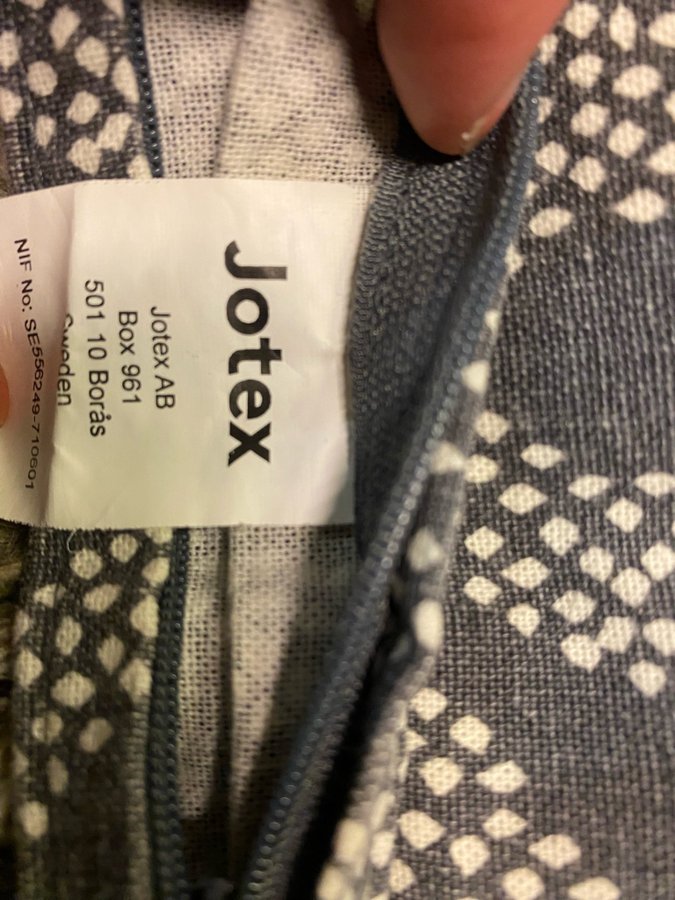 Jotex
Jotex AB
Box 961
501 10 Borås
Sweden
NIF No: SE556249-710601